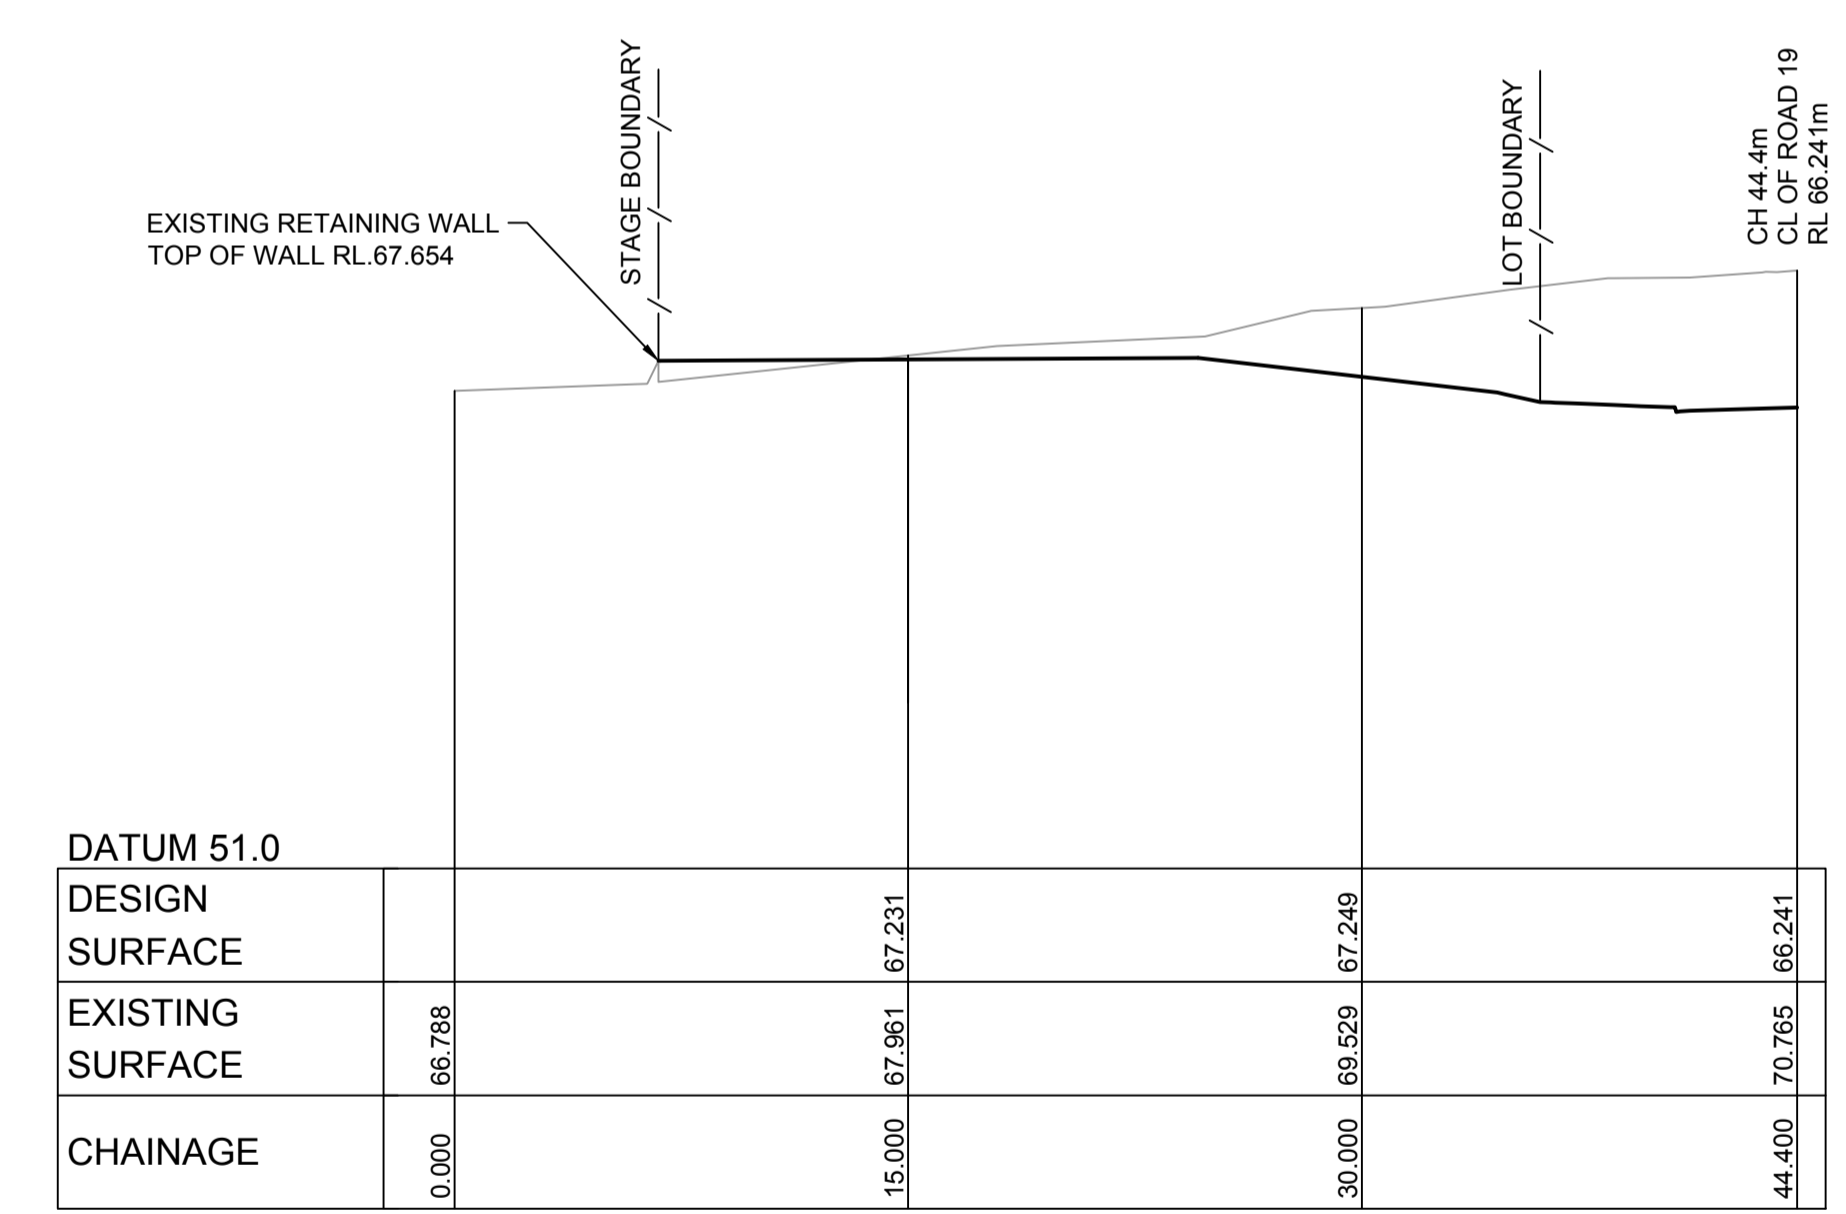 STAGE BOUNDARY
LOT BOUNDARY
CH 44.4m
CL OF ROAD 19
RL 66.241m
EXISTING RETAINING WALL
TOP OF WALL RL.67.654
DATUM 51.0
DESIGN
SURFACE
67.231
67.249
66.241
EXISTING
SURFACE
66.788
67.961
69.529
70.765
CHAINAGE
0.000
15.000
30.000
44.400